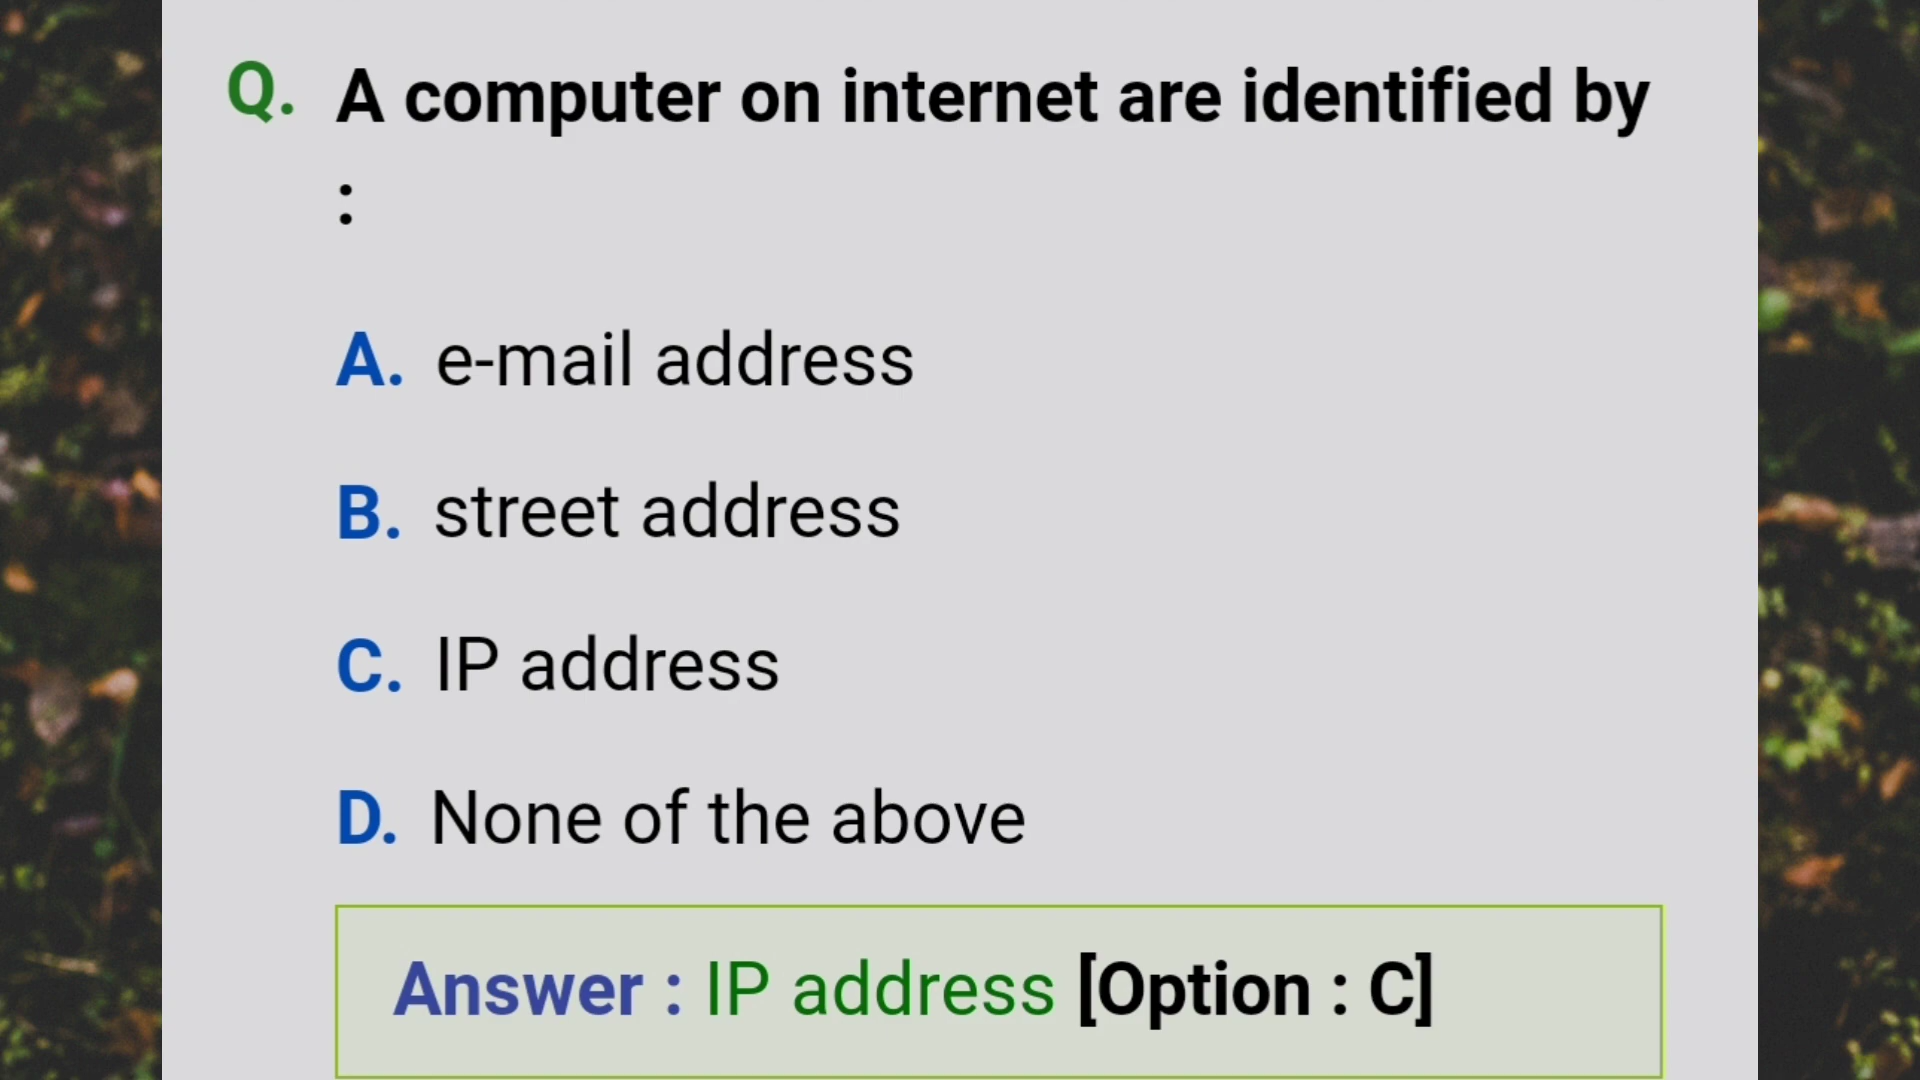 Q. A computer on internet are identified by
:
A. e-mail address
B. street address
C. IP address
D. None of the above
Answer : IP address [Option : C]